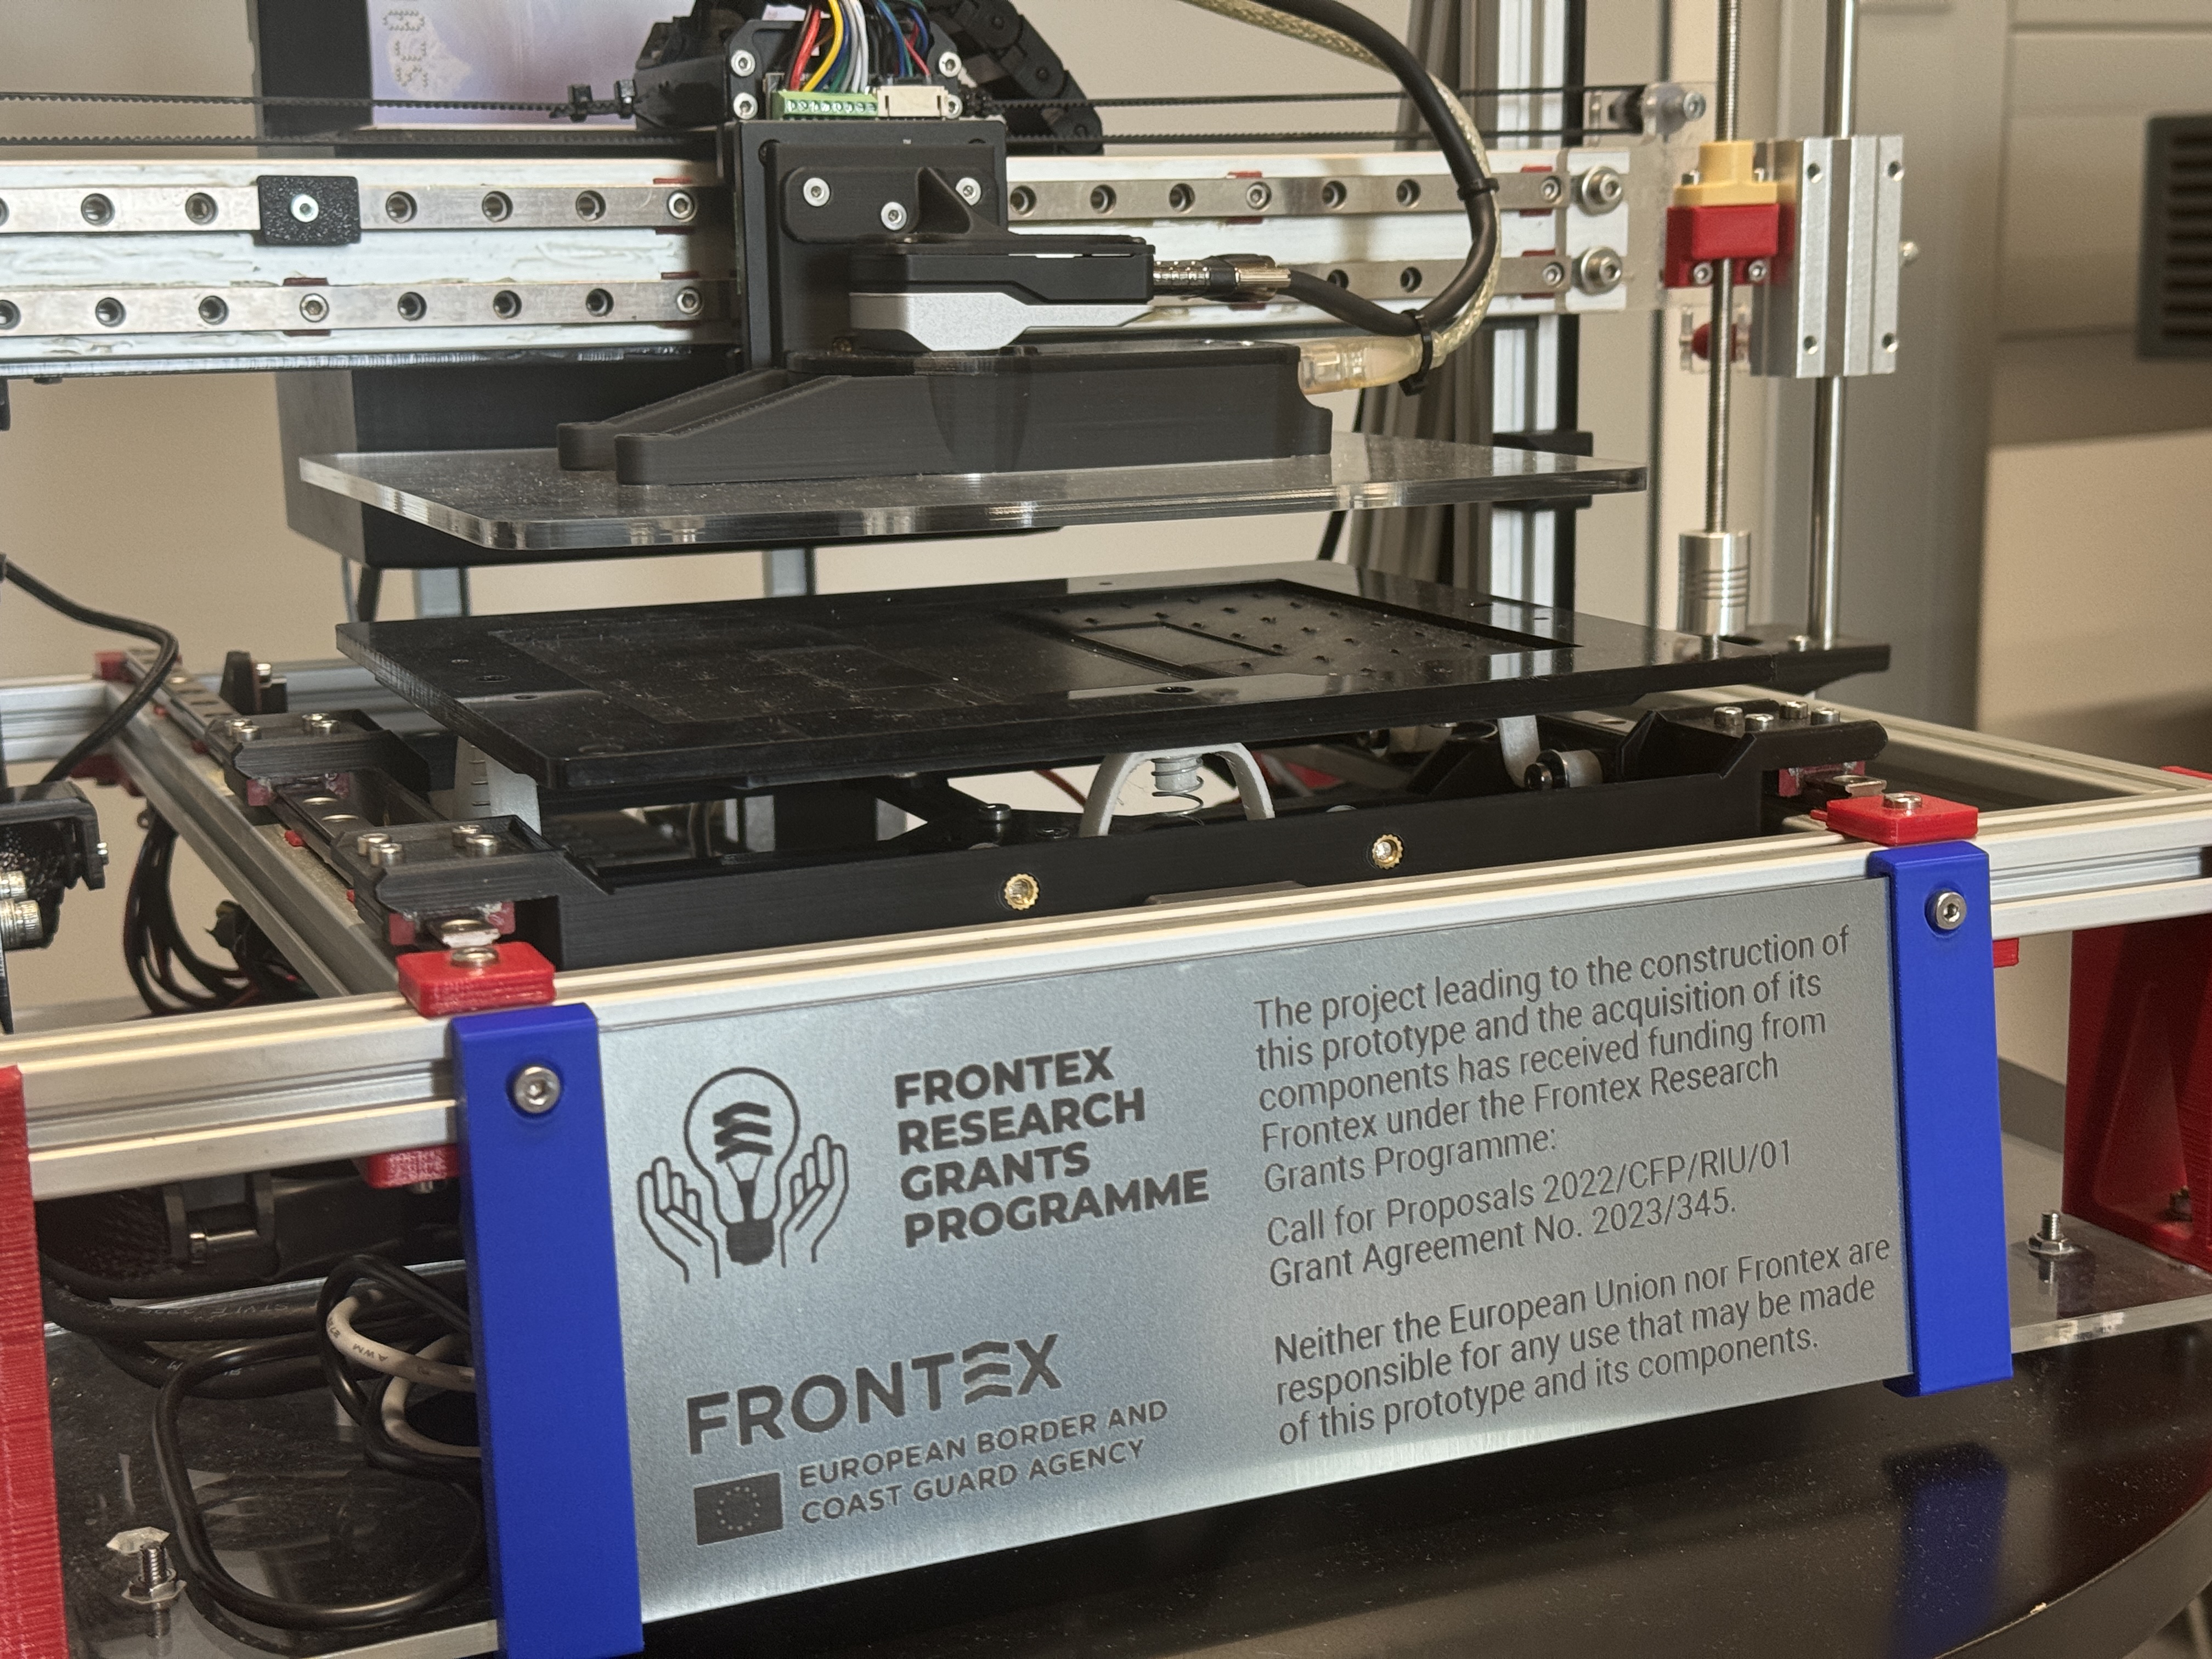 FRONTEX
RESEARCH
GRANTS
PROGRAMME
FRONTEX
EUROPEAN BORDER AND
COAST GUARD AGENCY
The project leading to the construction of
this prototype and the acquisition of its
components has received funding from
Frontex under the Frontex Research
Grants Programme:
Call for Proposals 2022/CFP/RIU/01
Grant Agreement No. 2023/345.
Neither the European Union nor Frontex are
responsible for any use that may be made
of this prototype and its components.
AWM